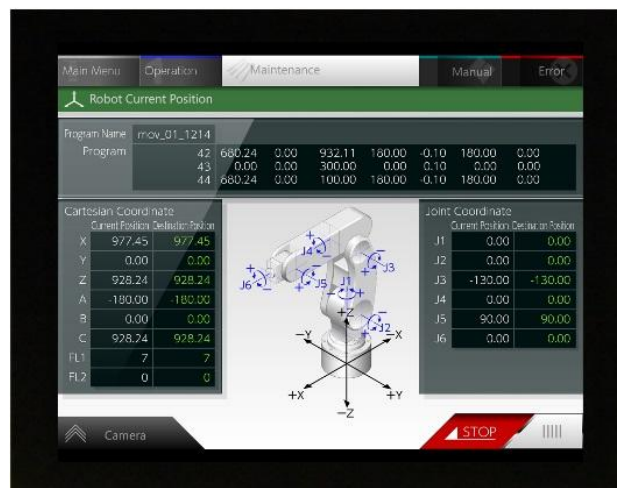 Main Menu Operation Maintenance Manual Error
Robot Current Position
Program Name mov_01_1214
Program 42 680.24 0.00 932.11 180.00 -0.10 180.00 0.00
43 0.00 0.00 300.00 0.00 0.10 0.00 0.00
44 680.24 0.00 100.00 180.00 -0.10 180.00 0.00
Cartesian Coordinate
Current Position Destination Position
X 977.45 977.45
Y 0.00 0.00
Z 928.24 928.24
A -180.00 -180.00
B 0.00 0.00
C 928.24 928.24
FL1 7 7
FL2 0 0
J4
J6 J5 J1 J3
+Z J2
-Y -X
+X +Y
-Z
Joint Coordinate
Current Position Destination Position
J1 0.00 0.00
J2 0.00 0.00
J3 -130.00 -130.00
J4 0.00 0.00
J5 90.00 90.00
J6 0.00 0.00
Camera STOP